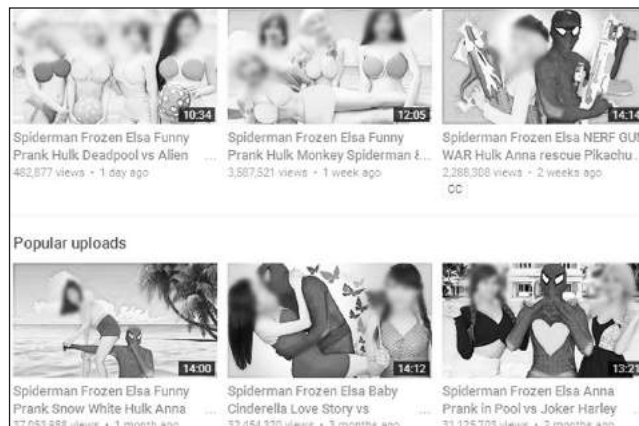 10:34
12:05
14:14
Spiderman Frozen Elsa Funny
Prank Hulk Deadpool vs Alien ...
462,877 views • 1 day ago
Spiderman Frozen Elsa Funny
Prank Hulk Monkey Spiderman &...
3,587,521 views • 1 week ago
Spiderman Frozen Elsa NERF GUN
WAR Hulk Anna rescue Pikachu...
2,288,308 views • 2 weeks ago
CC
Popular uploads
14:00
14:12
13:21
Spiderman Frozen Elsa Funny
Prank Snow White Hulk Anna ...
views • 1 month ago
Spiderman Frozen Elsa Baby
Cinderella Love Story vs ...
views • 3 months ago
Spiderman Frozen Elsa Anna
Prank in Pool vs Joker Harley ...
views • 2 months ago